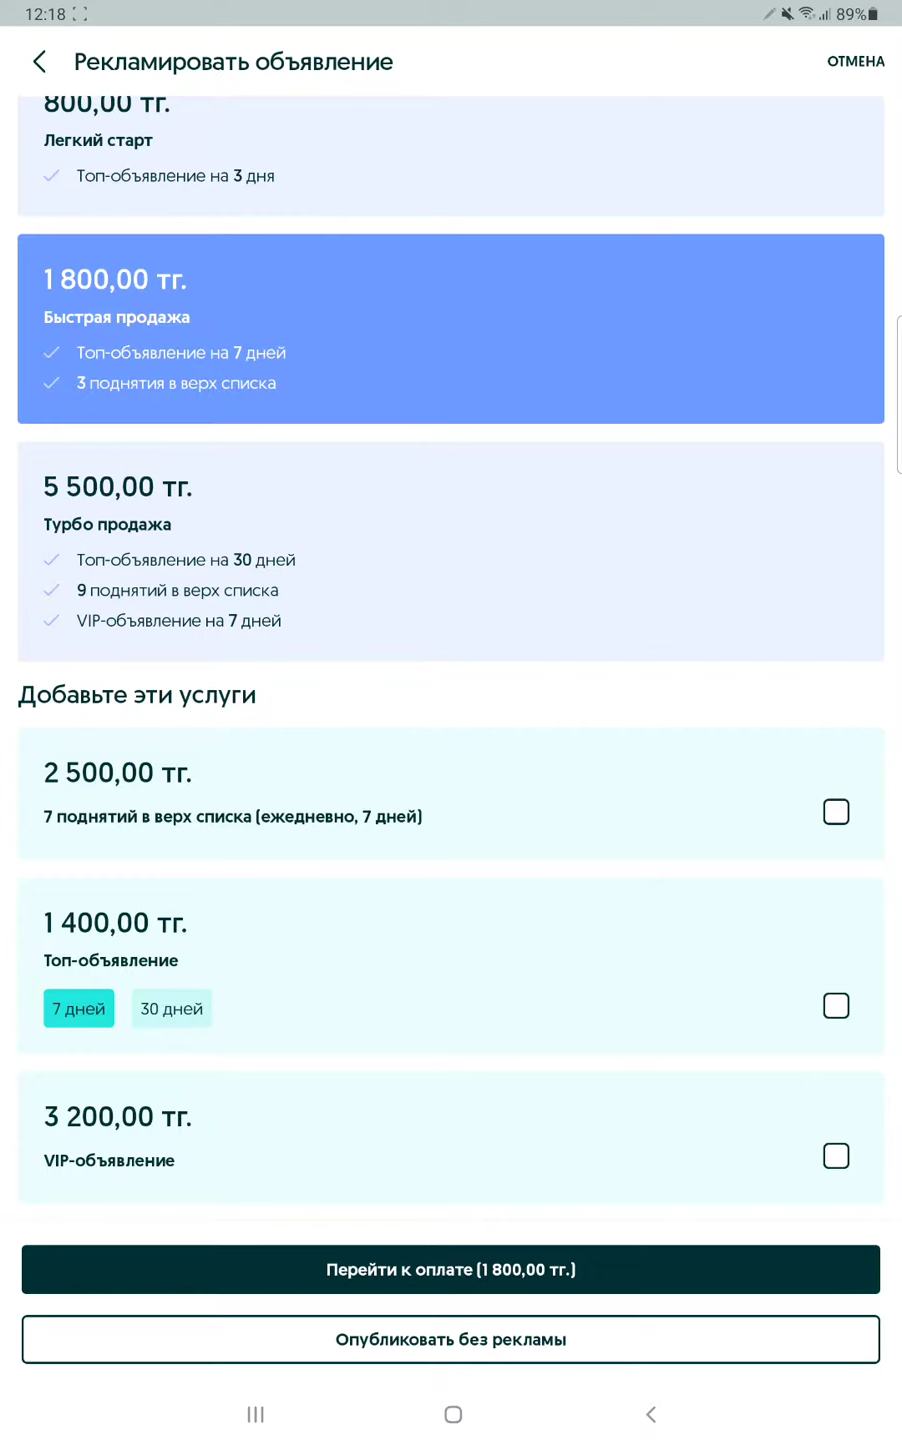 12:18
89%
Рекламировать объявление
ОТМЕНА
800,00 тг.
Легкий старт
Топ-объявление на 3 дня
1 800,00 тг.
Быстрая продажа
Топ-объявление на 7 дней
3 поднятия в верх списка
5 500,00 тг.
Турбо продажа
Топ-объявление на 30 дней
9 поднятий в верх списка
VIP-объявление на 7 дней
Добавьте эти услуги
2 500,00 тг.
7 поднятий в верх списка (ежедневно, 7 дней)
1 400,00 тг.
Топ-объявление
7 дней
30 дней
3 200,00 тг.
VIP-объявление
Перейти к оплате (1 800,00 тг.)
Опубликовать без рекламы